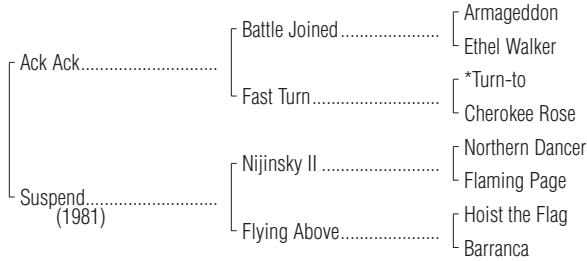 Armageddon
Battle Joined
Ethel Walker
Ack Ack
*Turn-to
Fast Turn
Cherokee Rose
Northern Dancer
Nijinsky II
Flaming Page
Suspend
(1981)
Hoist the Flag
Flying Above
Barranca